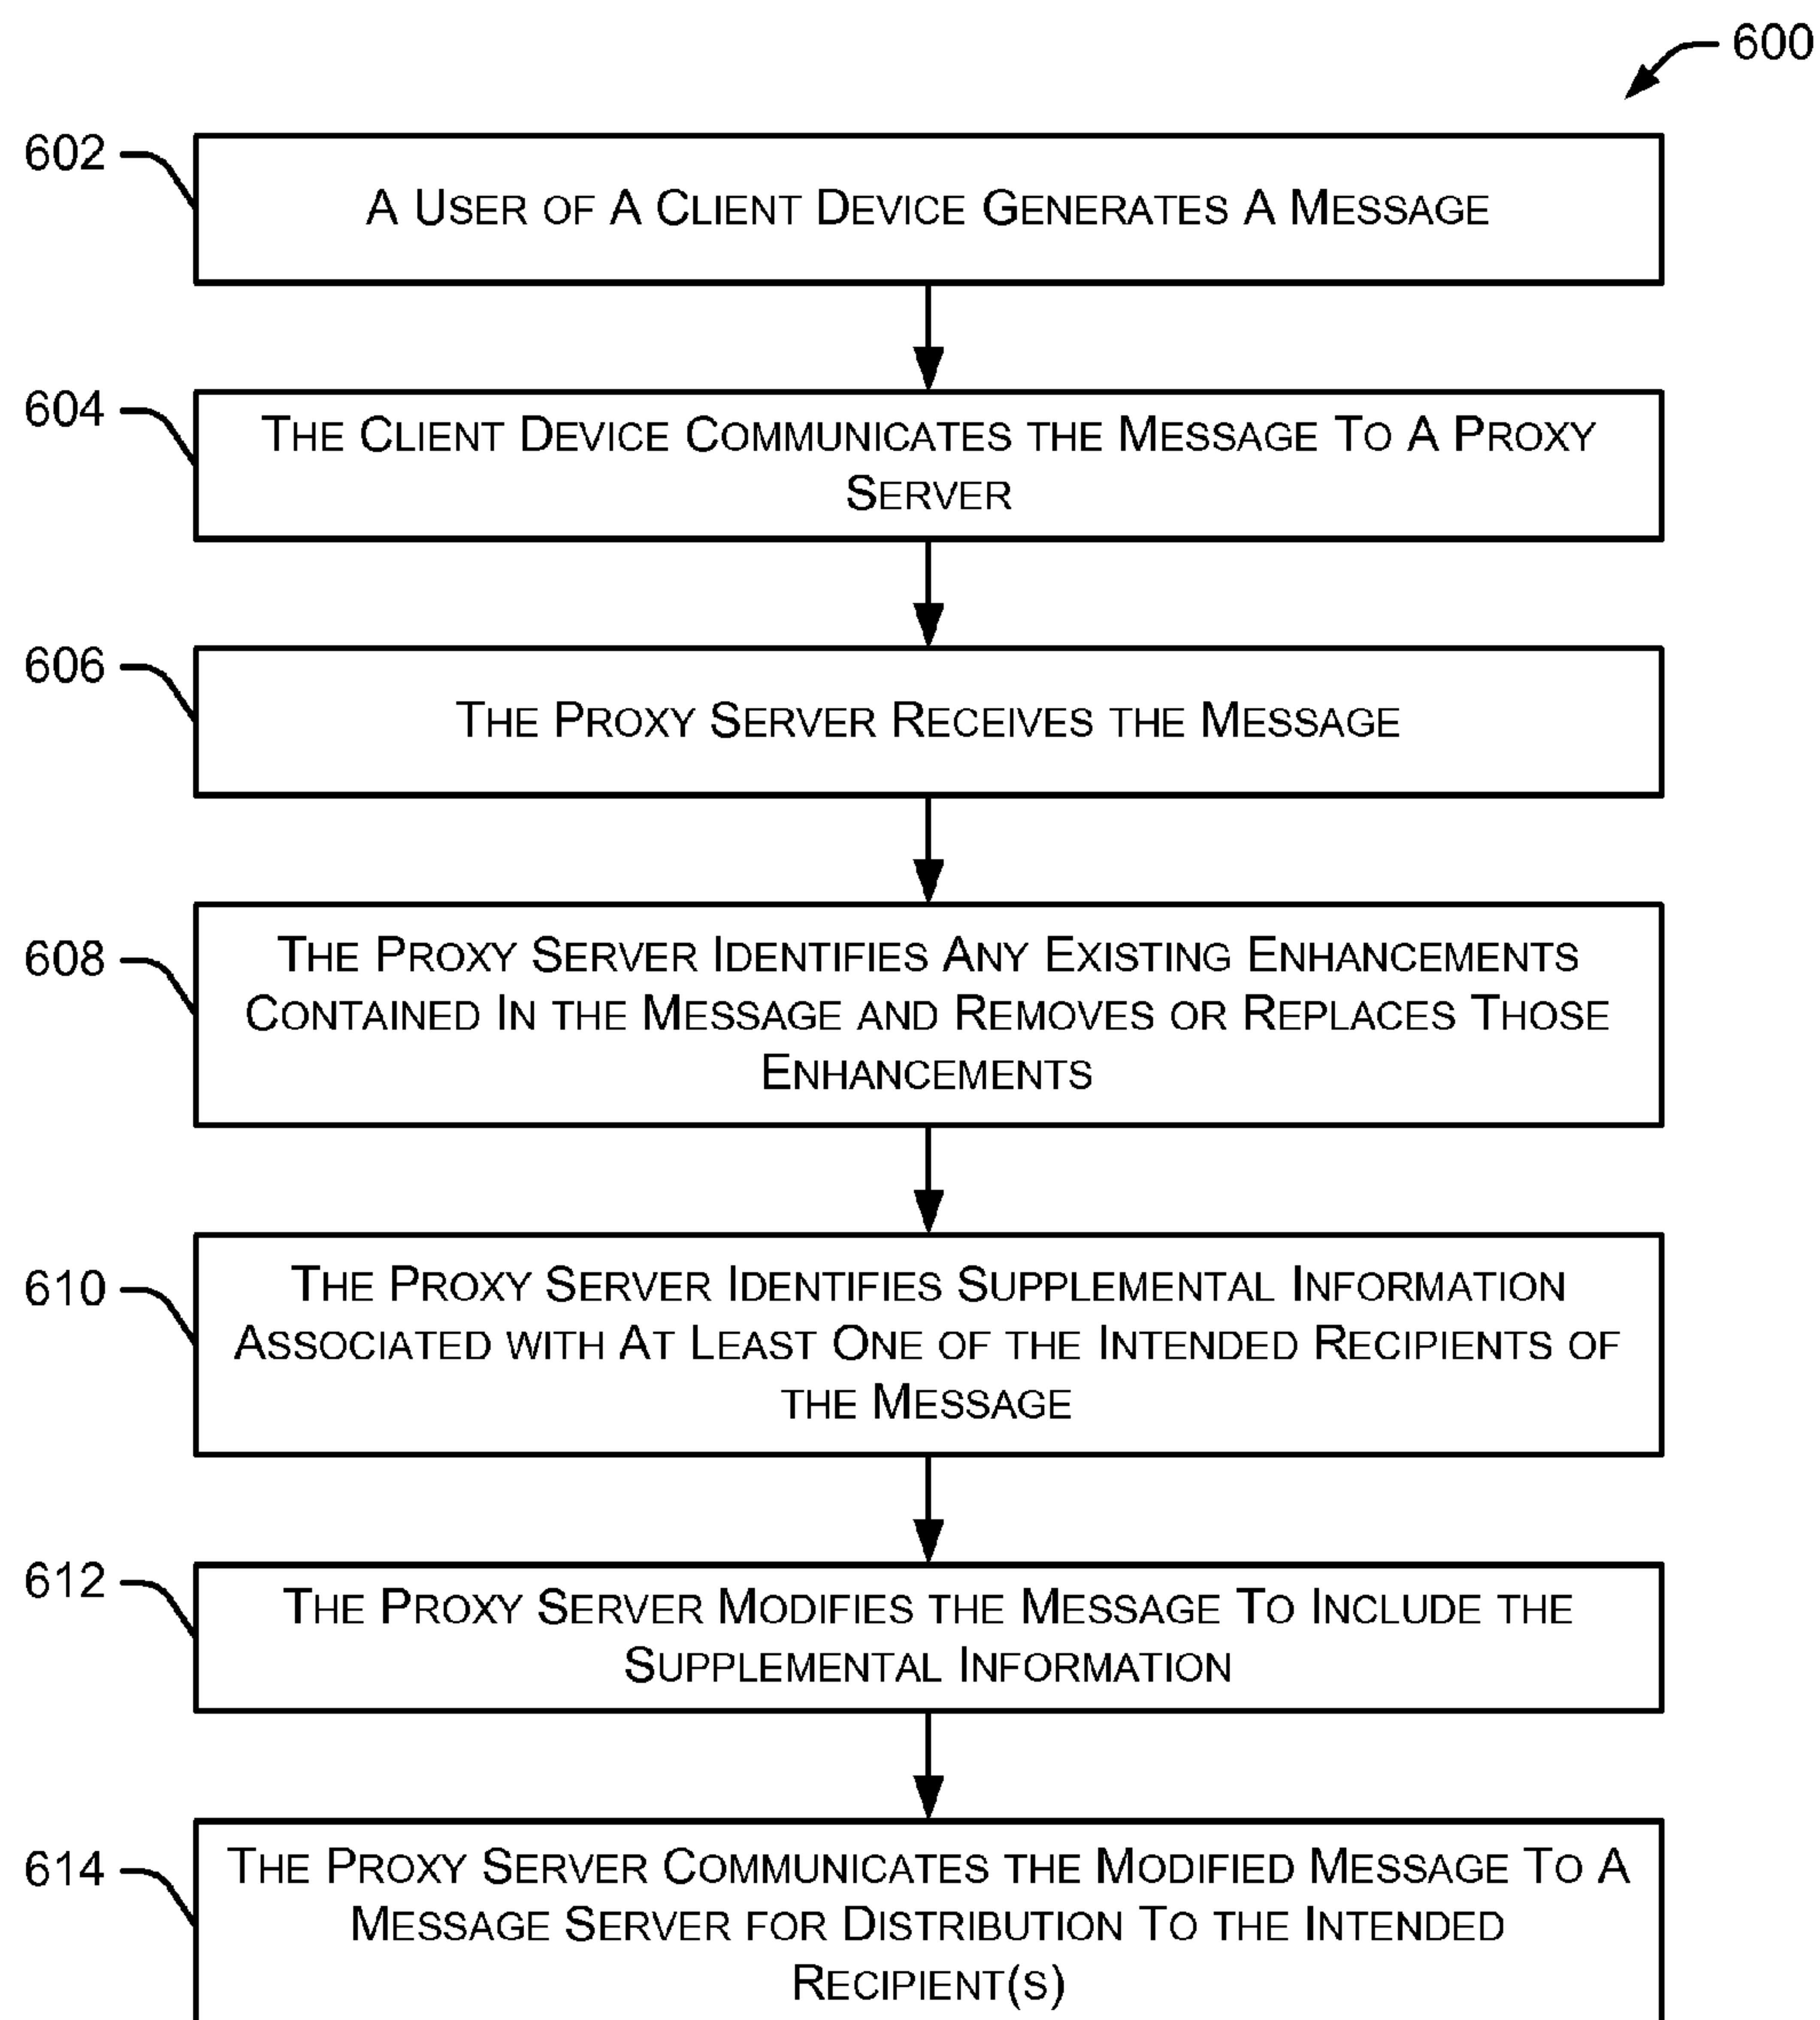 600
602
A User of A Client Device Generates A Message
604
The Client Device Communicates the Message To A Proxy
Server
606
The Proxy Server Receives the Message
608
The Proxy Server Identifies Any Existing Enhancements
Contained In the Message and Removes or Replaces Those
Enhancements
610
The Proxy Server Identifies Supplemental Information
Associated with At Least One of the Intended Recipients of
the Message
612
The Proxy Server Modifies the Message To Include the
Supplemental Information
614
The Proxy Server Communicates the Modified Message To A
Message Server for Distribution To the Intended
Recipient(s)